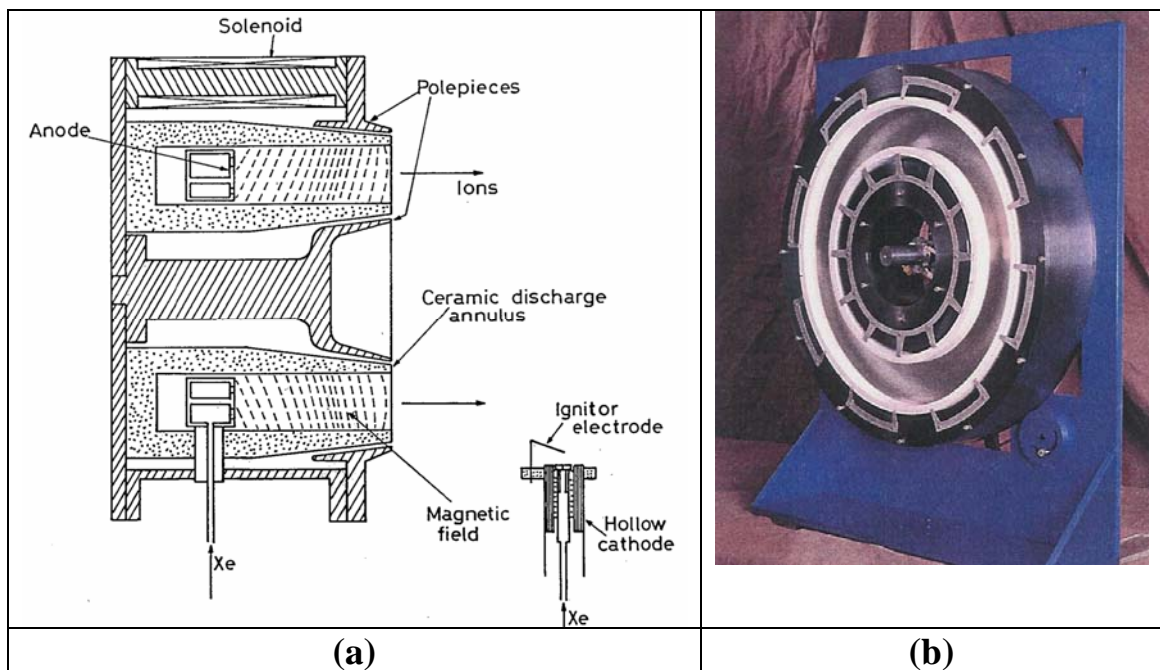 Solenoid
Polepieces
Anode
Ions
Ceramic discharge
annulus
Ignitor
electrode
Magnetic
field
Hollow
cathode
Xe
Xe
(a)
(b)